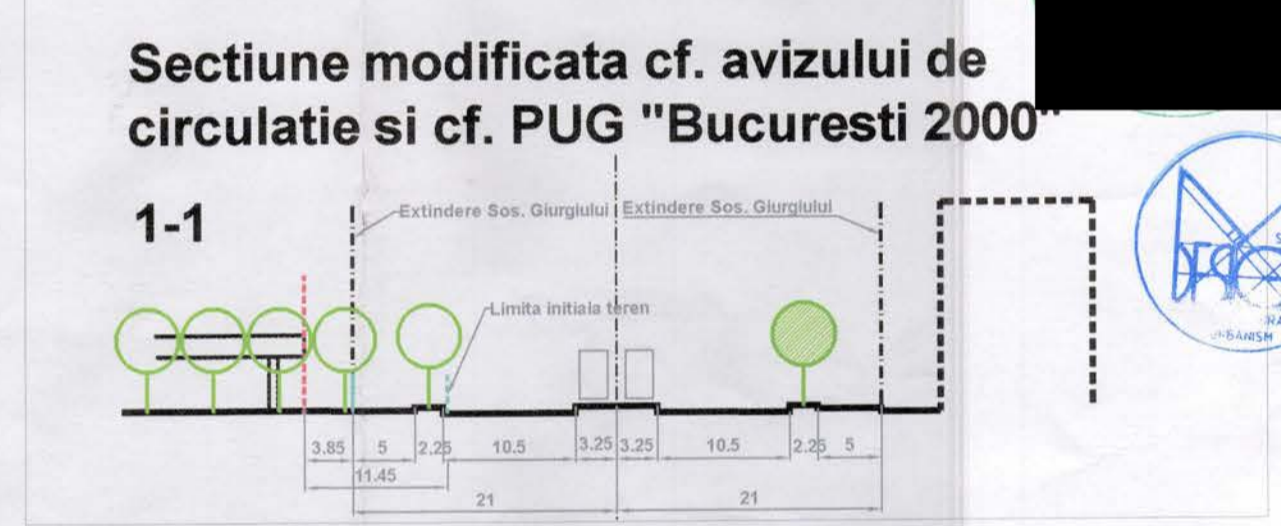 Sectiune modificata cf. avizului de
circulatie si cf. PUG "Bucuresti 2000"
1-1
Extindere Sos. Giurgiului
Extindere Sos. Giurgiului
Limita initiala teren
3.85 5 2.25 10.5 3.25 3.25 10.5 2.25 5
11.45
21 21
URBANISM